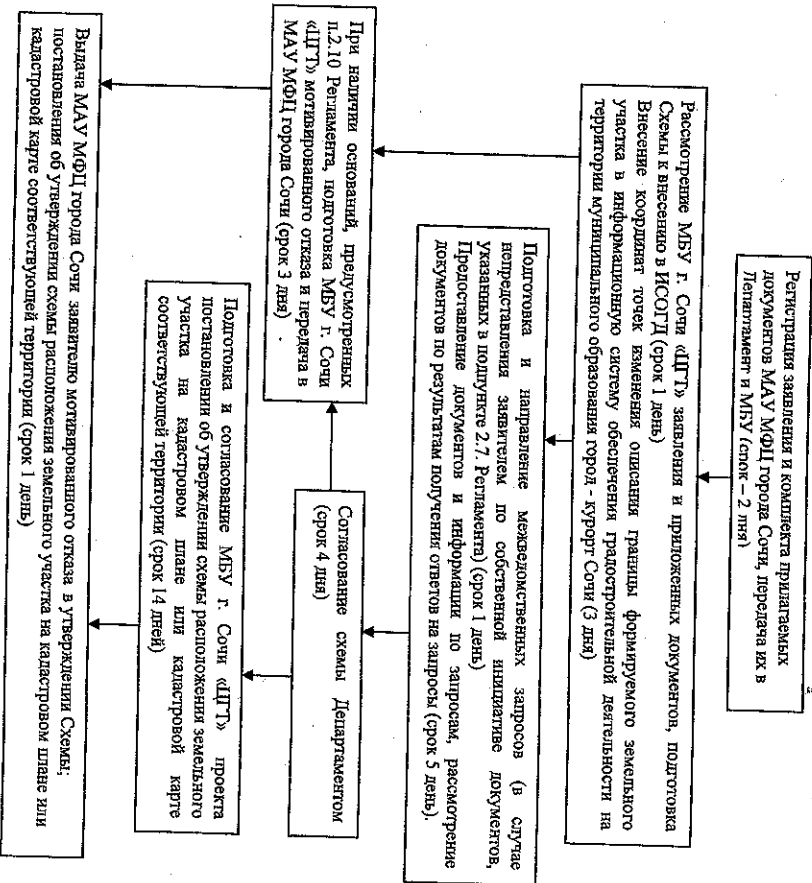 Регистрация заявления и комплекта прилагаемых
документов МАУ МФЦ города Сочи, передача их в
Департамент и МБУ (срок – 2 дня)
Рассмотрение МБУ г. Сочи «ЦГТ» заявления и приложенных документов, подготовка
Схемы к внесению в ИСОГД (срок 1 день)
Внесение координат точек изменения описания границы формируемого земельного
участка в информационную систему обеспечения градостроительной деятельности на
территории муниципального образования город - курорт Сочи (3 дня)
Подготовка и направление межведомственных запросов (в случае
непредставления заявителем по собственной инициативе документов,
указанных в подпункте 2.7. Регламента) (срок 1 день)
Предоставление документов и информации по запросам, рассмотрение
документов по результатам получения ответов на запросы (срок 5 день).
При наличии оснований, предусмотренных
п.2.10 Регламента, подготовка МБУ г. Сочи
«ЦГТ» мотивированного отказа и передача в
МАУ МФЦ города Сочи (срок 3 дня)
Согласование схемы Департаментом
(срок 4 дня)
Подготовка и согласование МБУ г. Сочи «ЦГТ» проекта
постановлении об утверждении схемы расположения земельного
участка на кадастровом плане или кадастровой карте
соответствующей территории (срок 14 дней)
Выдача МАУ МФЦ города Сочи заявителю мотивированного отказа в утверждении Схемы;
постановления об утверждении схемы расположения земельного участка на кадастровом плане или
кадастровой карте соответствующей территории (срок 1 день)